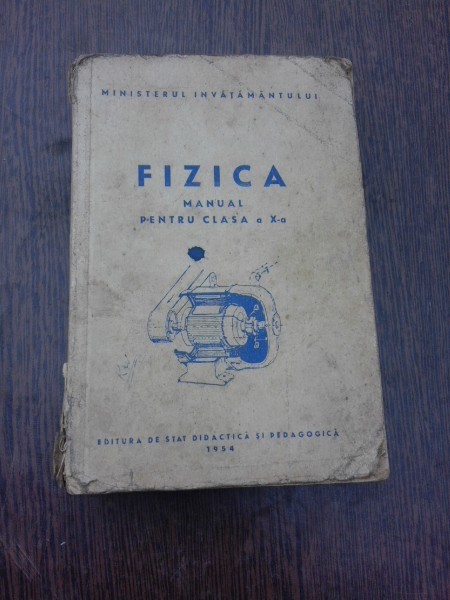 MINISTERUL INVĂȚĂMÂNTULUI
FIZICA
MANUAL
PENTRU CLASA a X-a
EDITURA DE STAT DIDACTICĂ ȘI PEDAGOGICĂ
1954